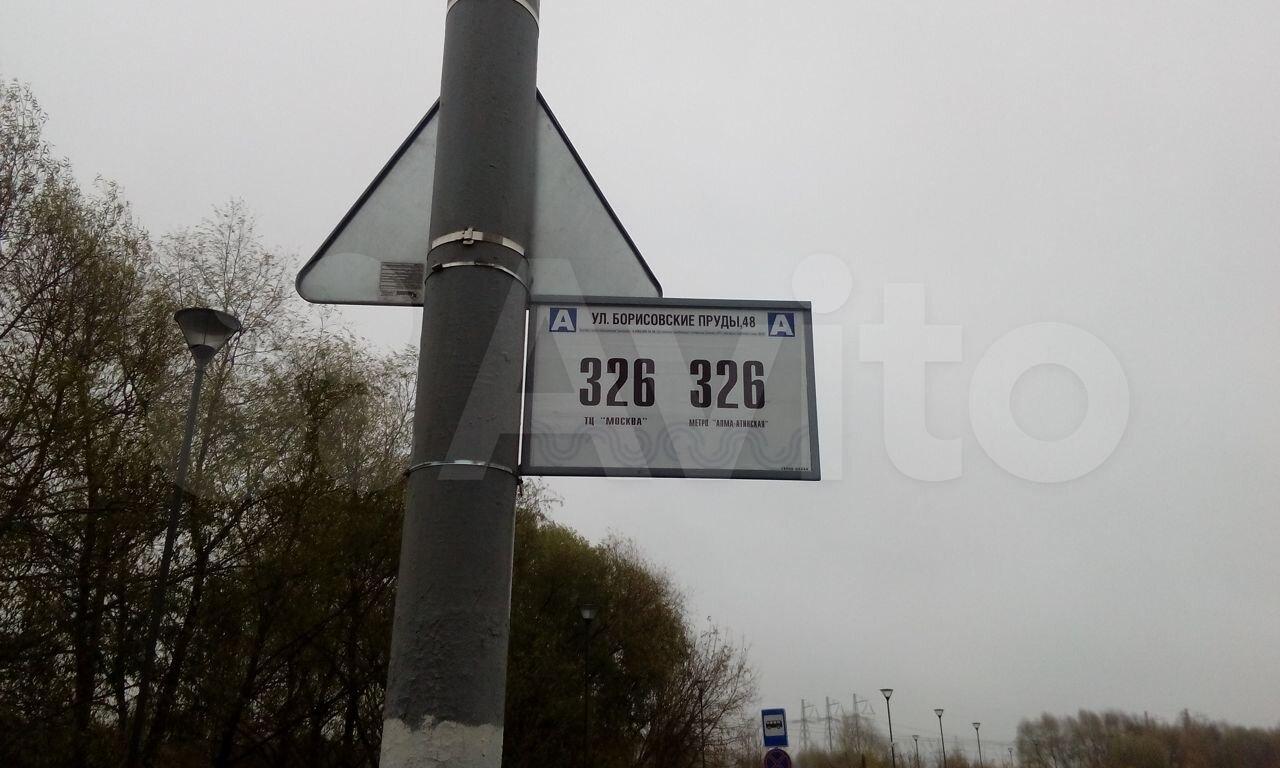 А УЛ. БОРИСОВСКИЕ ПРУДЫ,48 А
326 326
ТЦ "МОСКВА" МЕТРО "АЛМА-АТИНСКАЯ"
Avito